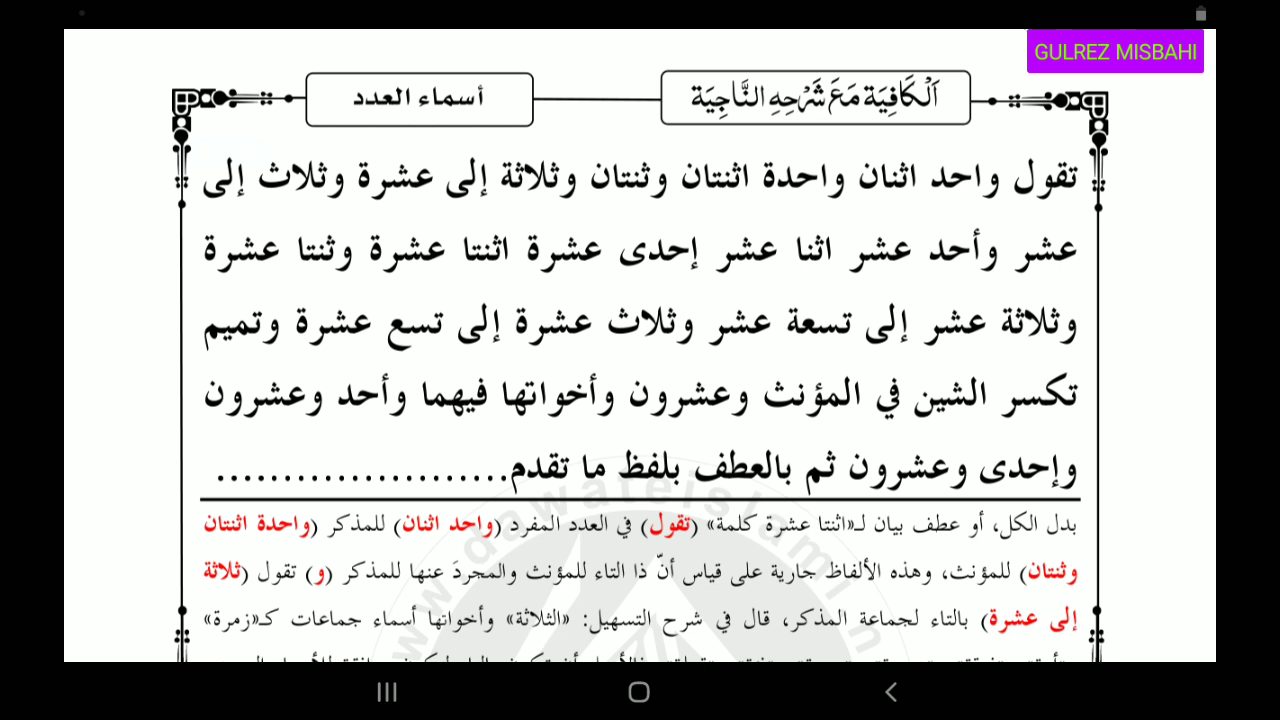 GULREZ MISBAHI
اَلْكَافِيَة مَعَ شَرْحِهِ النَّاجِيَة
أسماء العدد
تقول واحد اثنان واحدة اثنتان وثنتان وثلاثة إلى عشرة وثلاث إلى
عشر وأحد عشر اثنا عشر إحدى عشرة اثنتا عشرة وثنتا عشرة
وثلاثة عشر إلى تسعة عشر وثلاث عشرة إلى تسع عشرة وتميم
تكسر الشين في المؤنث وعشرون وأخواتها فيهما وأحد وعشرون
وإحدى وعشرون ثم بالعطف بلفظ ما تقدم......................
بدل الكل، أو عطف بيان لـ«اثنتا عشرة كلمة» (تقول) في العدد المفرد (واحد اثنان) للمذكر (واحدة اثنتان
وثنتان) للمؤنث، وهذه الألفاظ جارية على قياس أنّ ذا التاء للمؤنث والمجردَ عنها للمذكر (و) تقول (ثلاثة
إلى عشرة) بالتاء لجماعة المذكر، قال في شرح التسهيل: «الثلاثة» وأخواتها أسماء جماعات كـ«زمرة»